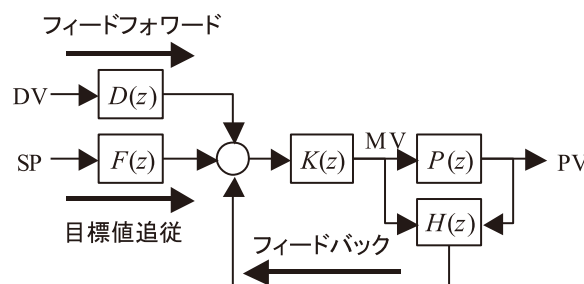 フィードフォワード
DV
D(z)
MV
SP
F(z)
K(z)
P(z)
PV
目標値追従
H(z)
フィードバック